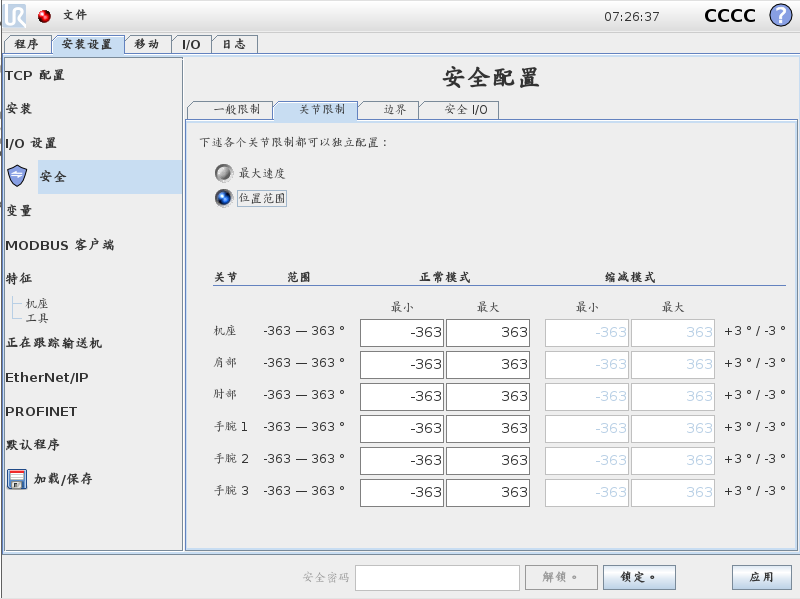 UR 文件 07:26:37 CCCC ?
程序 安装设置 移动 I/O 日志
TCP 配置
安装
I/O 设置
安全
变量
MODBUS 客户端
特征
机座
工具
正在跟踪输送机
EtherNet/IP
PROFINET
默认程序
加载/保存
安全配置
一般限制 关节限制 边界 安全 I/O
下述各个关节限制都可以独立配置：
最大速度
位置范围
关节 范围 正常模式 缩减模式
最小 最大 最小 最大
机座 -363 — 363 ° -363 363 -363 363 +3 ° / -3 °
肩部 -363 — 363 ° -363 363 -363 363 +3 ° / -3 °
肘部 -363 — 363 ° -363 363 -363 363 +3 ° / -3 °
手腕 1 -363 — 363 ° -363 363 -363 363 +3 ° / -3 °
手腕 2 -363 — 363 ° -363 363 -363 363 +3 ° / -3 °
手腕 3 -363 — 363 ° -363 363 -363 363 +3 ° / -3 °
安全密码 解锁。 锁定。 应用